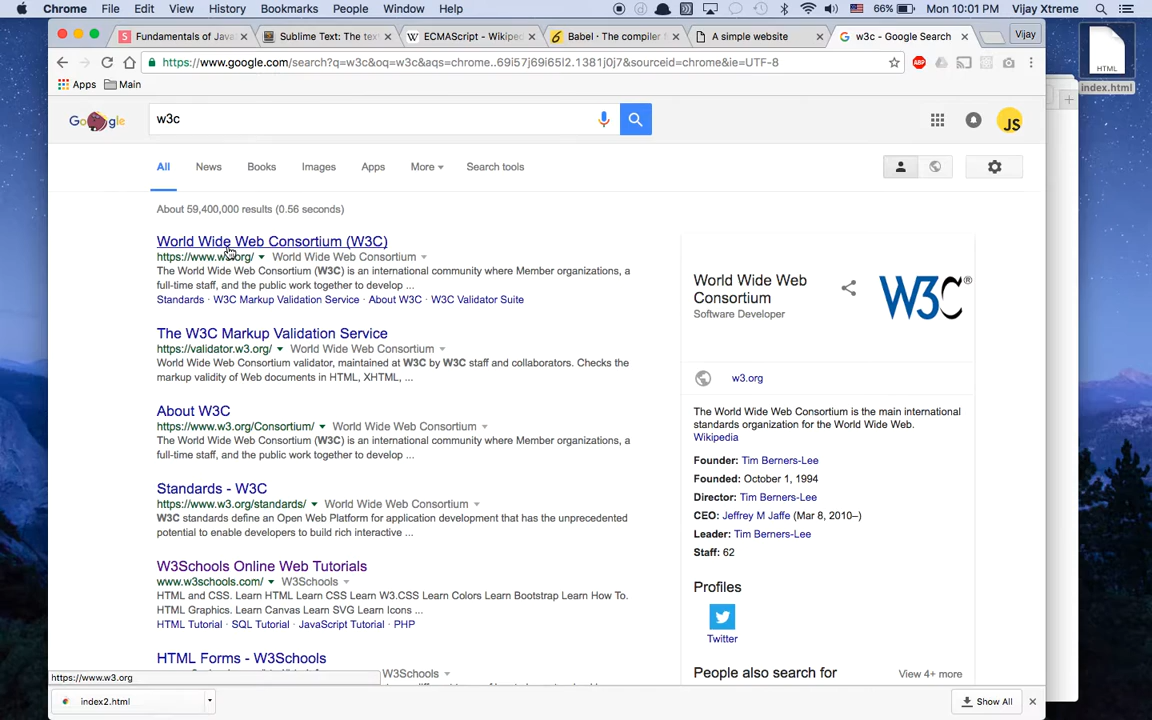 Chrome File Edit View History Bookmarks People Window Help 66% Mon 10:01 PM Vijay Xtreme
Fundamentals of Java Sublime Text: The tex W ECMAScript - Wikiped Babel · The compiler f A simple website w3c - Google Search Vijay
https://www.google.com/search?q=w3c&oq=w3c&aqs=chrome..69i57j69i65l2.1381j0j7&sourceid=chrome&ie=UTF-8 ABP
Apps Main
HTML
index.html
w3c
JS
All News Books Images Apps More Search tools
About 59,400,000 results (0.56 seconds)
World Wide Web Consortium (W3C)
https://www.w3.org/ World Wide Web Consortium
The World Wide Web Consortium (W3C) is an international community where Member organizations, a
full-time staff, and the public work together to develop ...
Standards · W3C Markup Validation Service · About W3C · W3C Validator Suite
The W3C Markup Validation Service
https://validator.w3.org/ World Wide Web Consortium
World Wide Web Consortium validator, maintained at W3C by W3C staff and collaborators. Checks the
markup validity of Web documents in HTML, XHTML, ...
About W3C
https://www.w3.org/Consortium/ World Wide Web Consortium
The World Wide Web Consortium (W3C) is an international community where Member organizations, a
full-time staff, and the public work together to develop ...
Standards - W3C
https://www.w3.org/standards/ World Wide Web Consortium
W3C standards define an Open Web Platform for application development that has the unprecedented
potential to enable developers to build rich interactive ...
W3Schools Online Web Tutorials
www.w3schools.com/ W3Schools
HTML and CSS. Learn HTML Learn CSS Learn W3.CSS Learn Colors Learn Bootstrap Learn How To.
HTML Graphics. Learn Canvas Learn SVG Learn Icons ...
HTML Tutorial · SQL Tutorial · JavaScript Tutorial · PHP
HTML Forms - W3Schools
W3Schools
World Wide Web
Consortium
Software Developer
W3C®
w3.org
The World Wide Web Consortium is the main international
standards organization for the World Wide Web.
Wikipedia
Founder: Tim Berners-Lee
Founded: October 1, 1994
Director: Tim Berners-Lee
CEO: Jeffrey M Jaffe (Mar 8, 2010–)
Leader: Tim Berners-Lee
Staff: 62
Profiles
Twitter
People also search for View 4+ more
https://www.w3.org
index2.html Show All